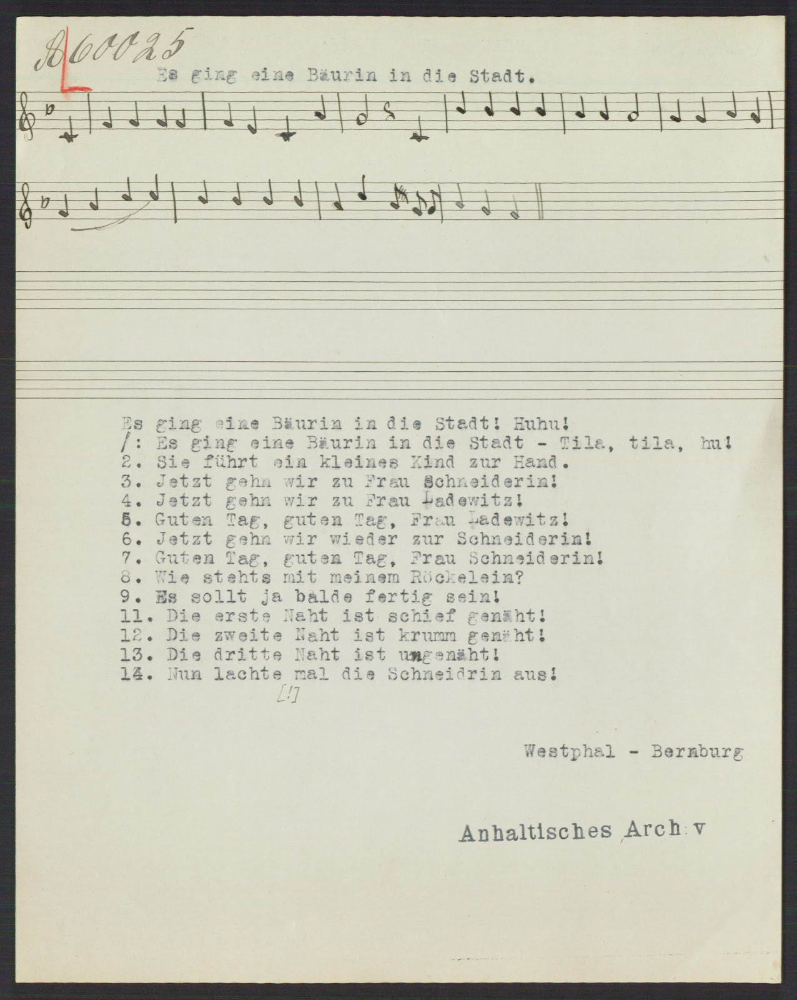 A 60025
Es ging eine Bäurin in die Stadt.
Es ging eine Bäurin in die Stadt! Huhu!
/: Es ging eine Bäurin in die Stadt - Tila, tila, hu!
2. Sie führt ein kleines Kind zur Hand.
3. Jetzt gehn wir zu Frau Schneiderin!
4. Jetzt gehn wir zu Frau Ladewitz!
5. Guten Tag, guten Tag, Frau Ladewitz!
6. Jetzt gehn wir wieder zur Schneiderin!
7. Guten Tag, guten Tag, Frau Schneiderin!
8. Wie stehts mit meinem Röckelein?
9. Es sollt ja balde fertig sein!
11. Die erste Naht ist schief genäht!
12. Die zweite Naht ist krumm genäht!
13. Die dritte Naht ist ungenäht!
14. Nun lachte mal die Schneidrin aus!
[!]
Westphal - Bernburg
Anhaltisches Archiv